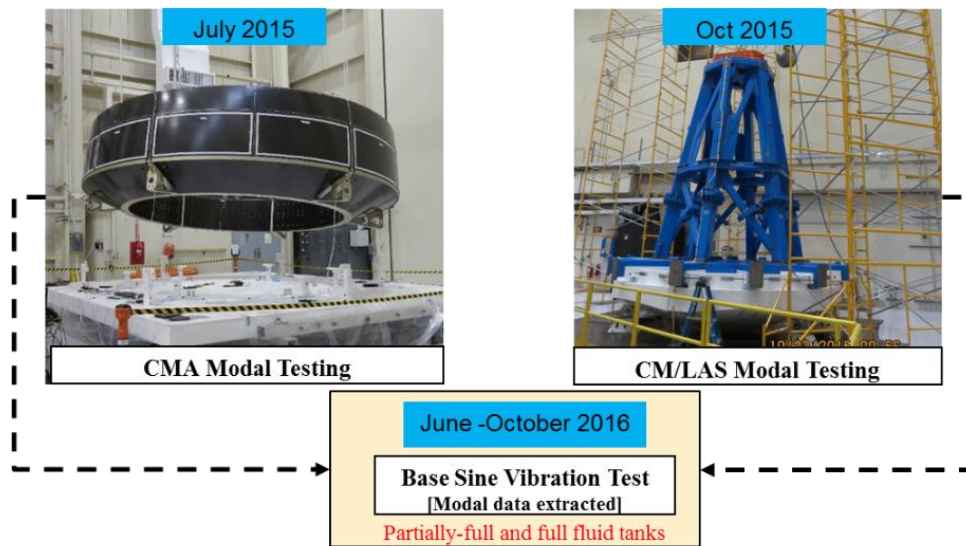 July 2015
Oct 2015
CMA Modal Testing
CM/LAS Modal Testing
June -October 2016
Base Sine Vibration Test
[Modal data extracted]
Partially-full and full fluid tanks